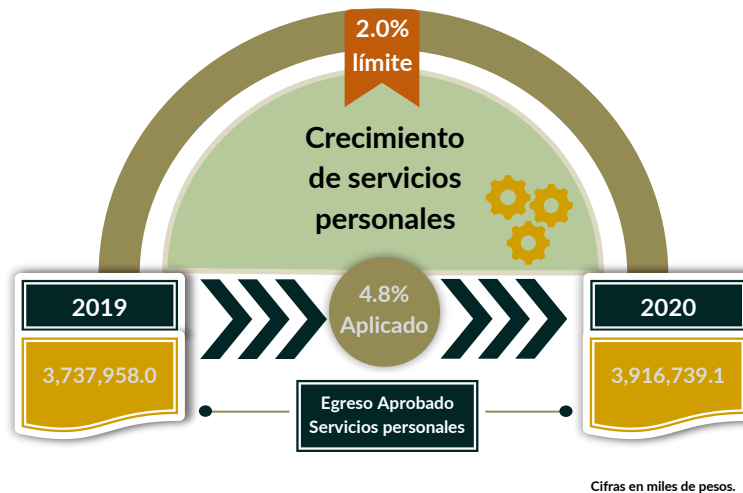 2.0%
límite
Crecimiento
de servicios
personales
2019
4.8%
Aplicado
2020
3,737,958.0
3,916,739.1
Egreso Aprobado
Servicios personales
Cifras en miles de pesos.